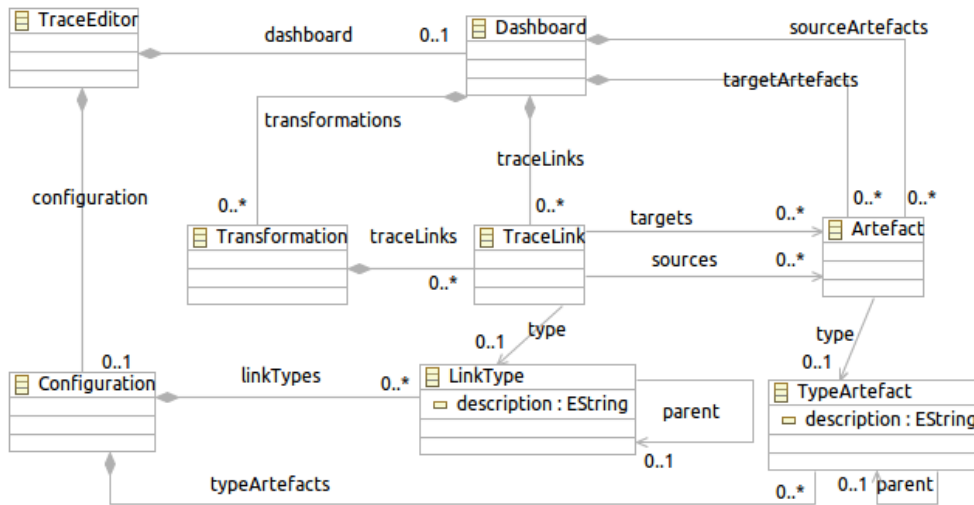 TraceEditor
dashboard
0..1
Dashboard
sourceArtefacts
targetArtefacts
transformations
traceLinks
configuration
0..*
0..*
0..*
0..*
Transformation
traceLinks
0..*
TraceLink
targets
0..*
sources
0..*
Artefact
type
0..1
type
0..1
0..1
Configuration
linkTypes
0..*
LinkType
description : EString
parent
0..1
TypeArtefact
description : EString
typeArtefacts
0..*
0..1
parent